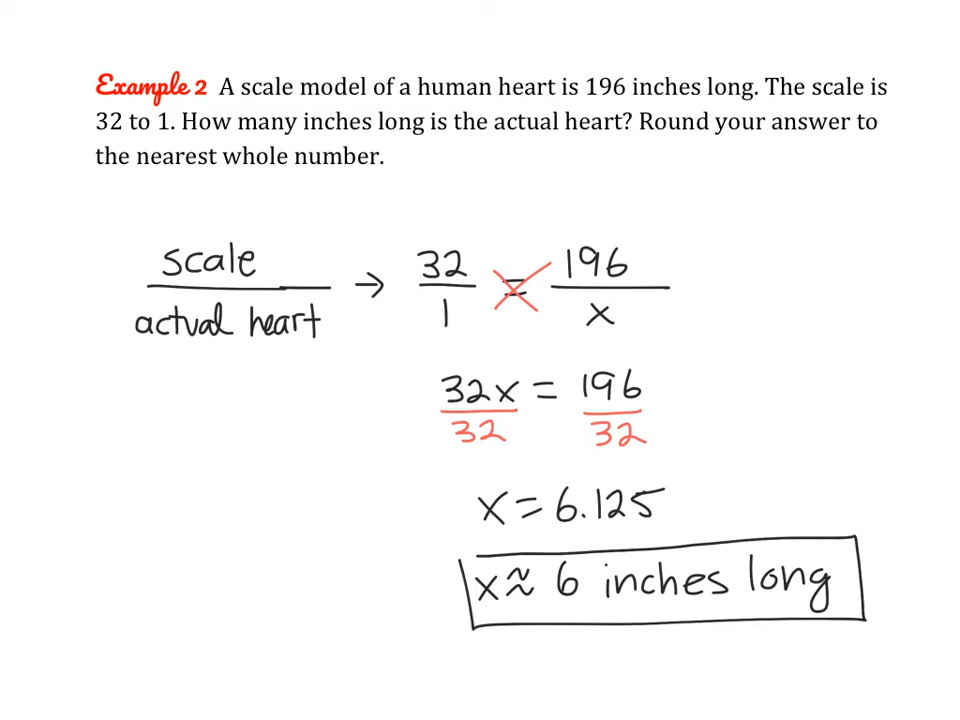 Example 2 A scale model of a human heart is 196 inches long. The scale is
32 to 1. How many inches long is the actual heart? Round your answer to
the nearest whole number.
scale
actual heart
→ 32/1 = 196/x
32x = 196
32 32
x = 6.125
x ≈ 6 inches long